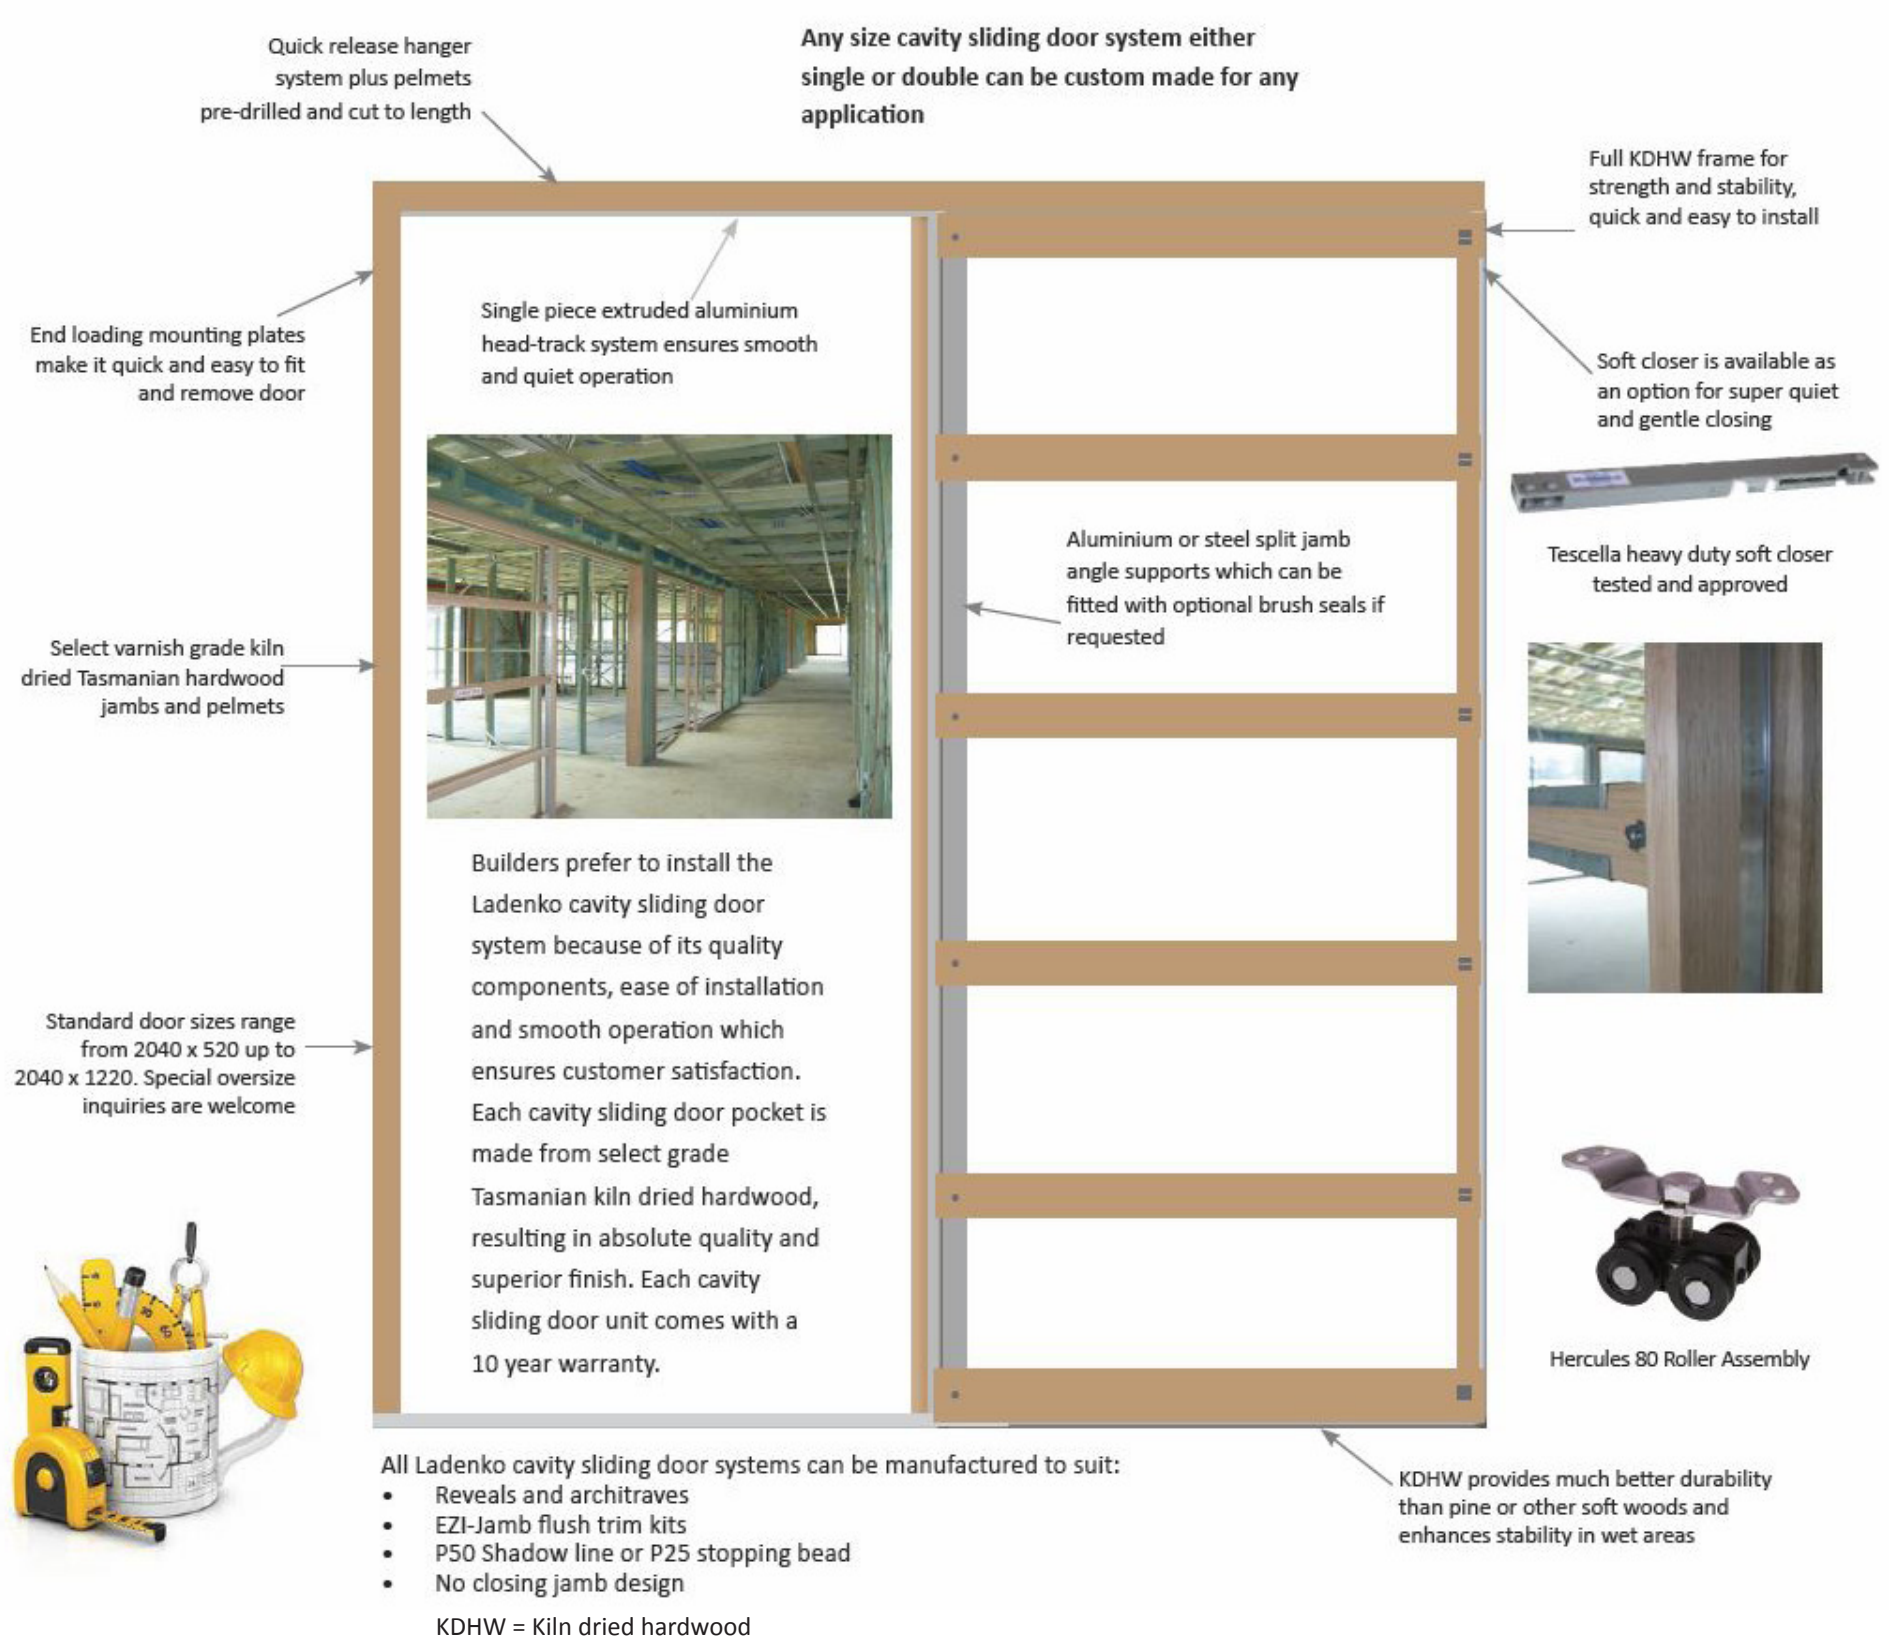 Quick release hanger
system plus pelmets
pre-drilled and cut to length
Any size cavity sliding door system either
single or double can be custom made for any
application
Full KDHW frame for
strength and stability,
quick and easy to install
End loading mounting plates
make it quick and easy to fit
and remove door
Single piece extruded aluminium
head-track system ensures smooth
and quiet operation
Soft closer is available as
an option for super quiet
and gentle closing
Tescella heavy duty soft closer
tested and approved
Aluminium or steel split jamb
angle supports which can be
fitted with optional brush seals if
requested
Select varnish grade kiln
dried Tasmanian hardwood
jambs and pelmets
Builders prefer to install the
Ladenko cavity sliding door
system because of its quality
components, ease of installation
and smooth operation which
ensures customer satisfaction.
Each cavity sliding door pocket is
made from select grade
Tasmanian kiln dried hardwood,
resulting in absolute quality and
superior finish. Each cavity
sliding door unit comes with a
10 year warranty.
Standard door sizes range
from 2040 x 520 up to
2040 x 1220. Special oversize
inquiries are welcome
Hercules 80 Roller Assembly
All Ladenko cavity sliding door systems can be manufactured to suit:
• Reveals and architraves
• EZI-Jamb flush trim kits
• P50 Shadow line or P25 stopping bead
• No closing jamb design
KDHW = Kiln dried hardwood
KDHW provides much better durability
than pine or other soft woods and
enhances stability in wet areas